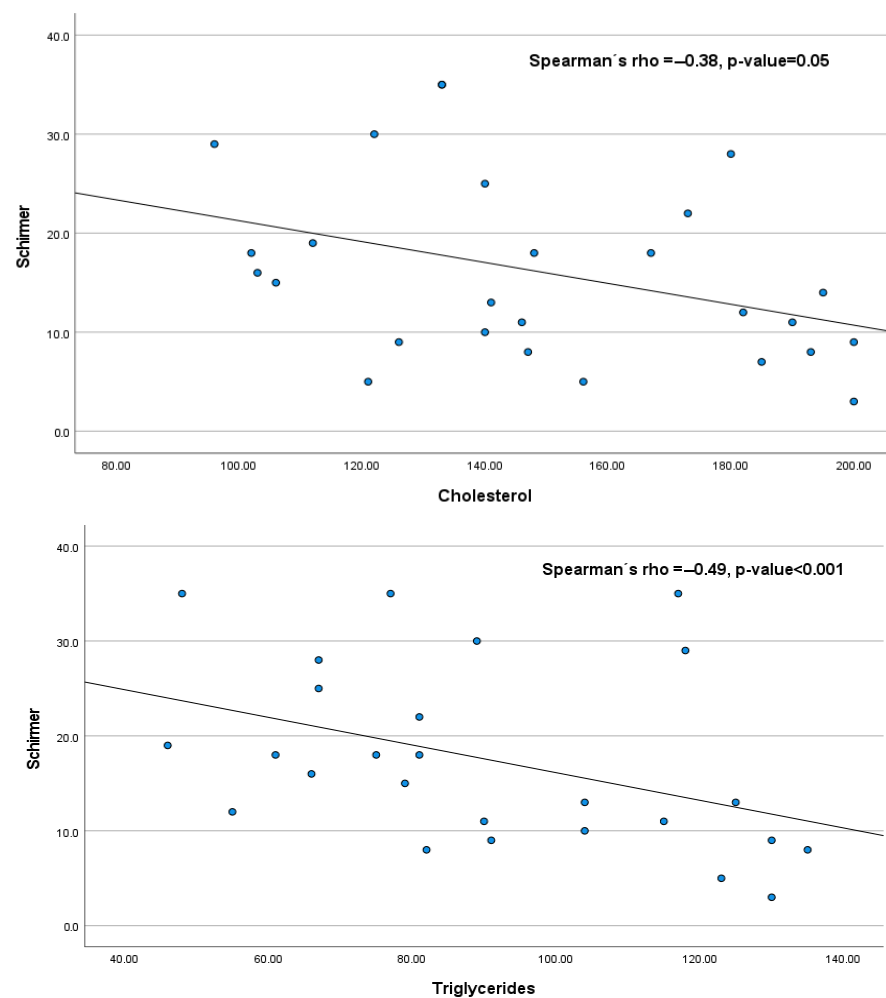 40.0
Spearman´s rho =–0.38, p-value=0.05
30.0
Schirmer
20.0
10.0
0.0
80.00 100.00 120.00 140.00 160.00 180.00 200.00
Cholesterol
40.0
Spearman´s rho =–0.49, p-value<0.001
30.0
Schirmer
20.0
10.0
0.0
40.00 60.00 80.00 100.00 120.00 140.00
Triglycerides